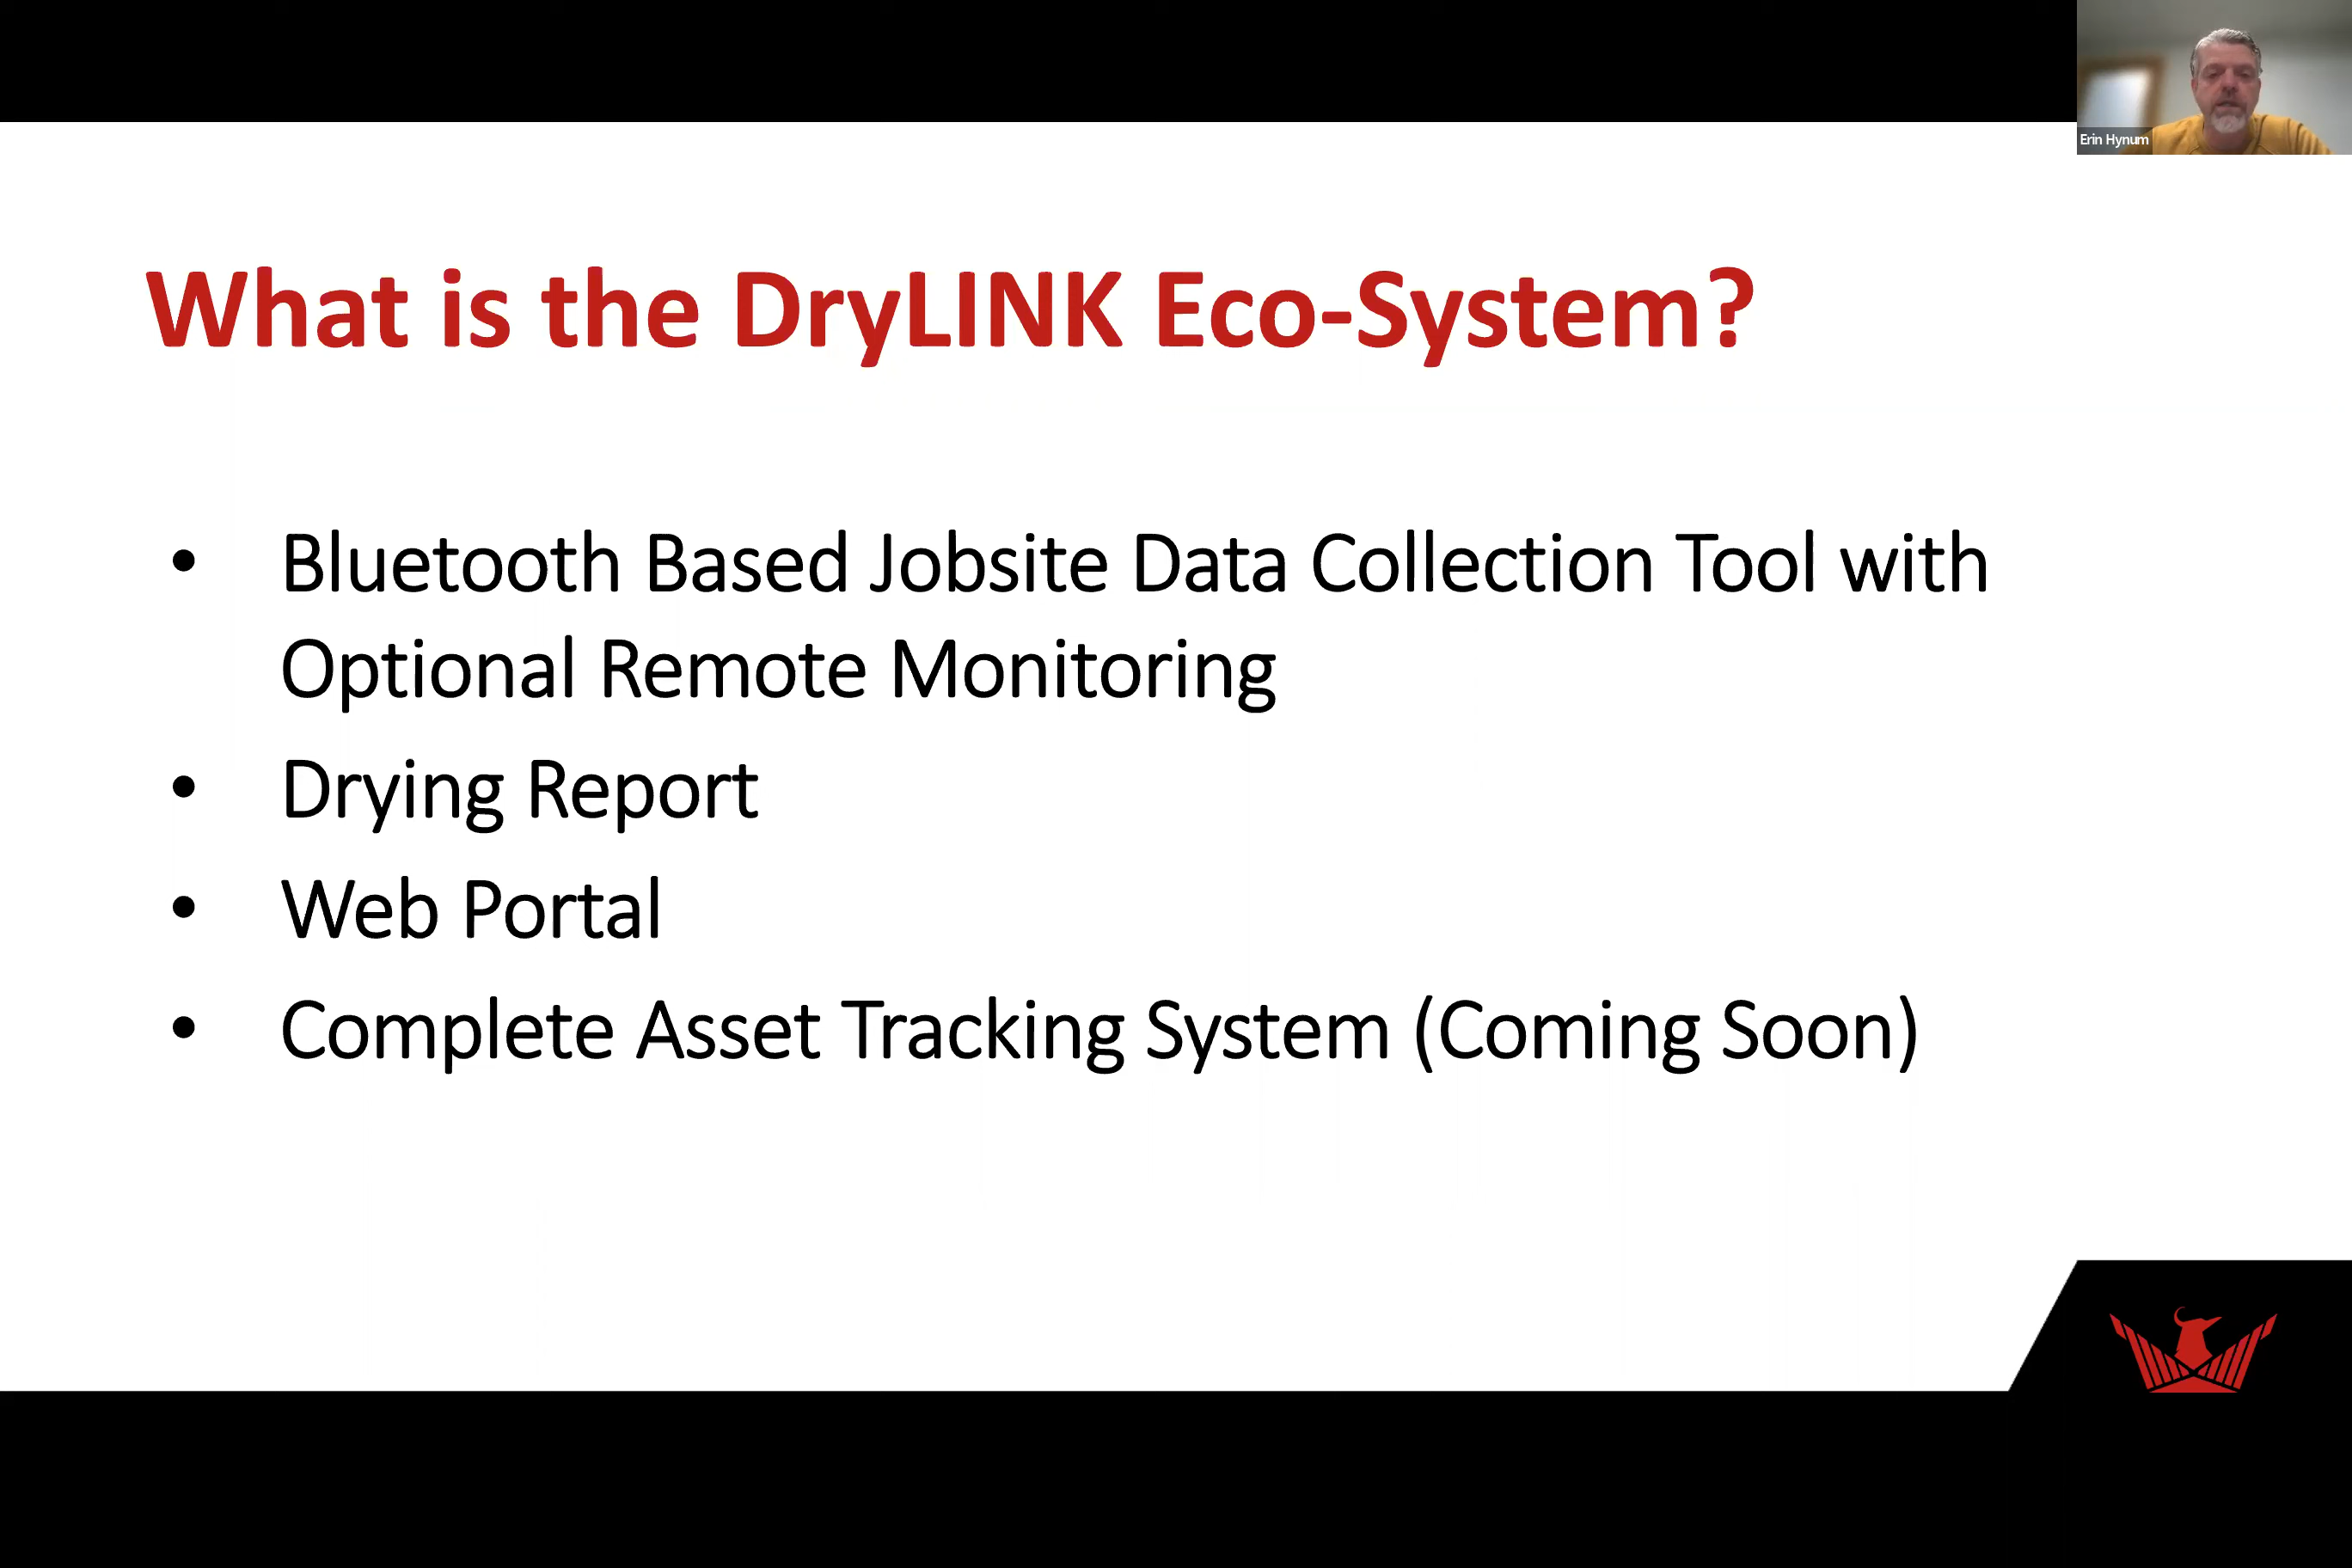 Erin Hynum
What is the DryLINK Eco-System?
• Bluetooth Based Jobsite Data Collection Tool with
Optional Remote Monitoring
• Drying Report
• Web Portal
• Complete Asset Tracking System (Coming Soon)